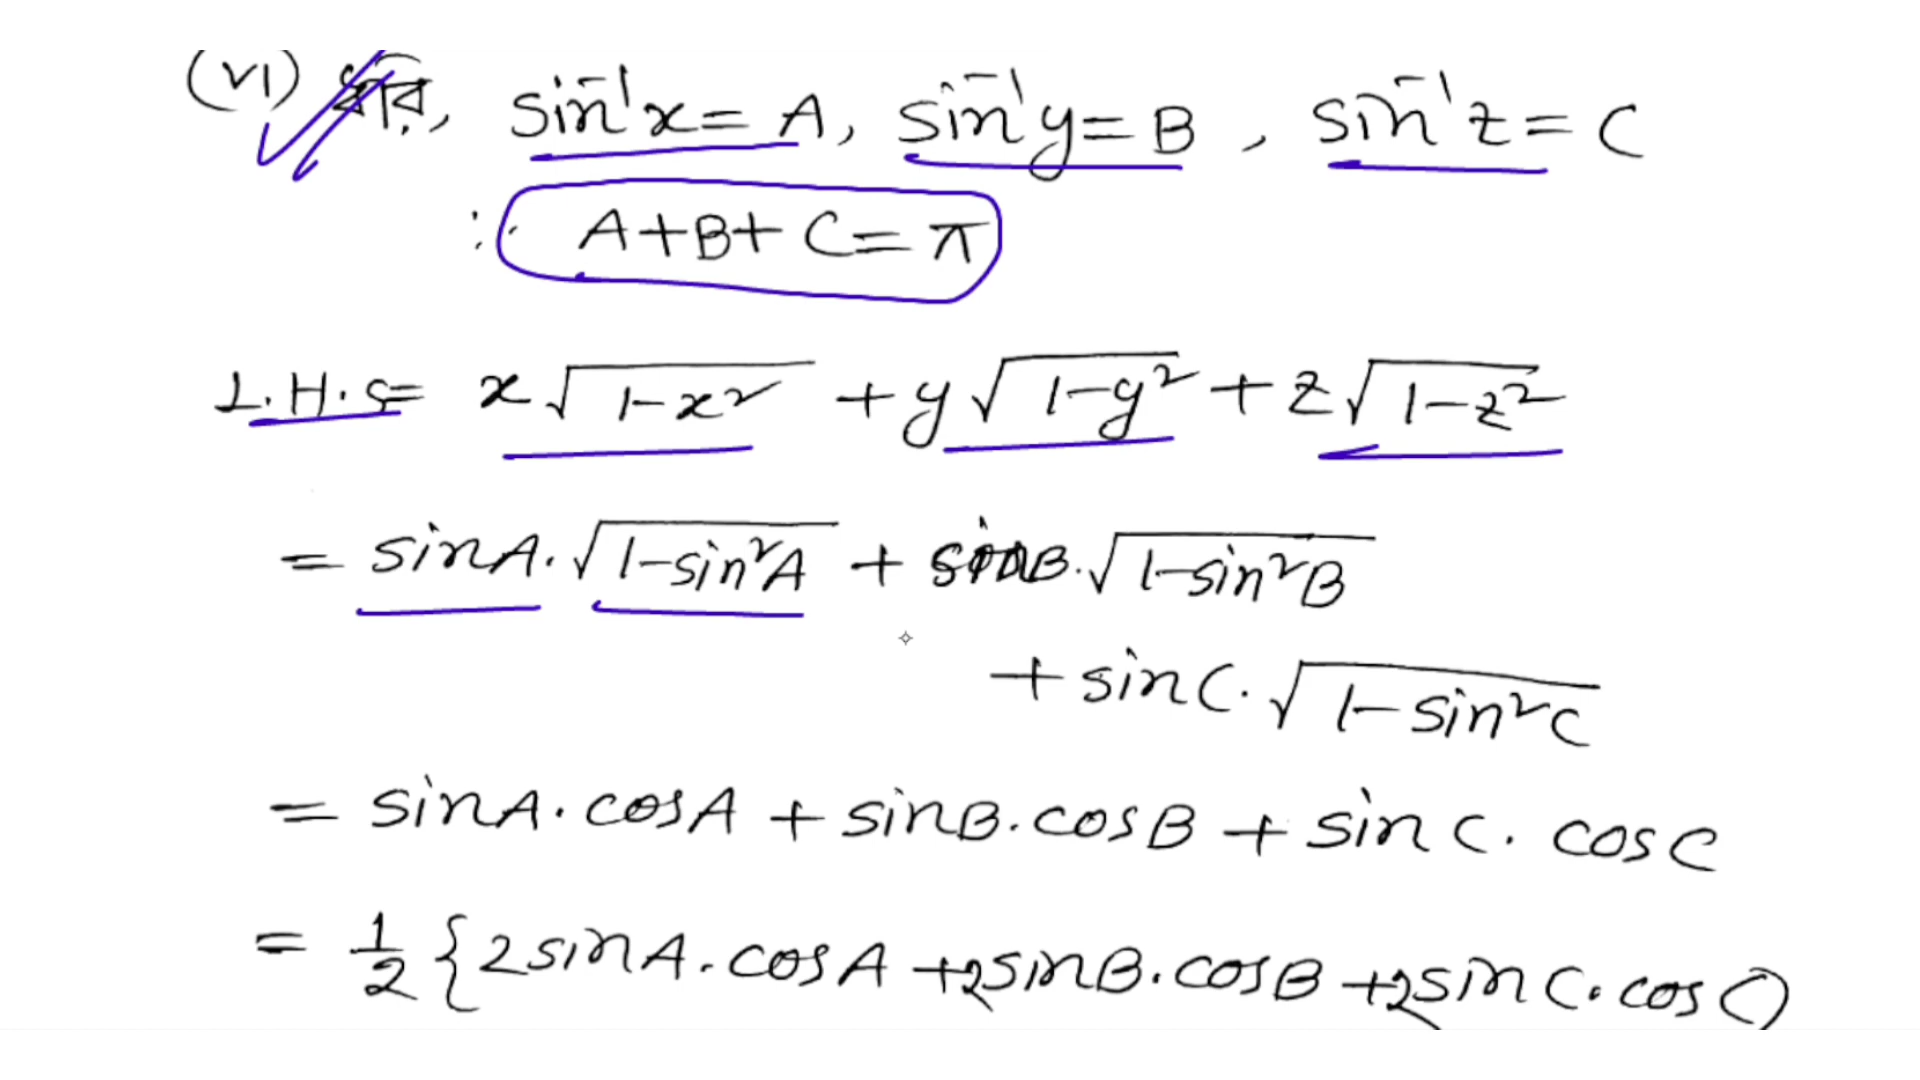 (vi) ধরি, sin⁻¹x = A, sin⁻¹y = B, sin⁻¹z = C
∴ A+B+C = π
L.H.S = x√(1-x²) + y√(1-y²) + z√(1-z²)
= sinA.√(1-sin²A) + sinB.√(1-sin²B)
+ sinC.√(1-sin²C)
= sinA.cosA + sinB.cosB + sinC.cosC
= 1/2 {2sinA.cosA + 2sinB.cosB + 2sinC.cosC)